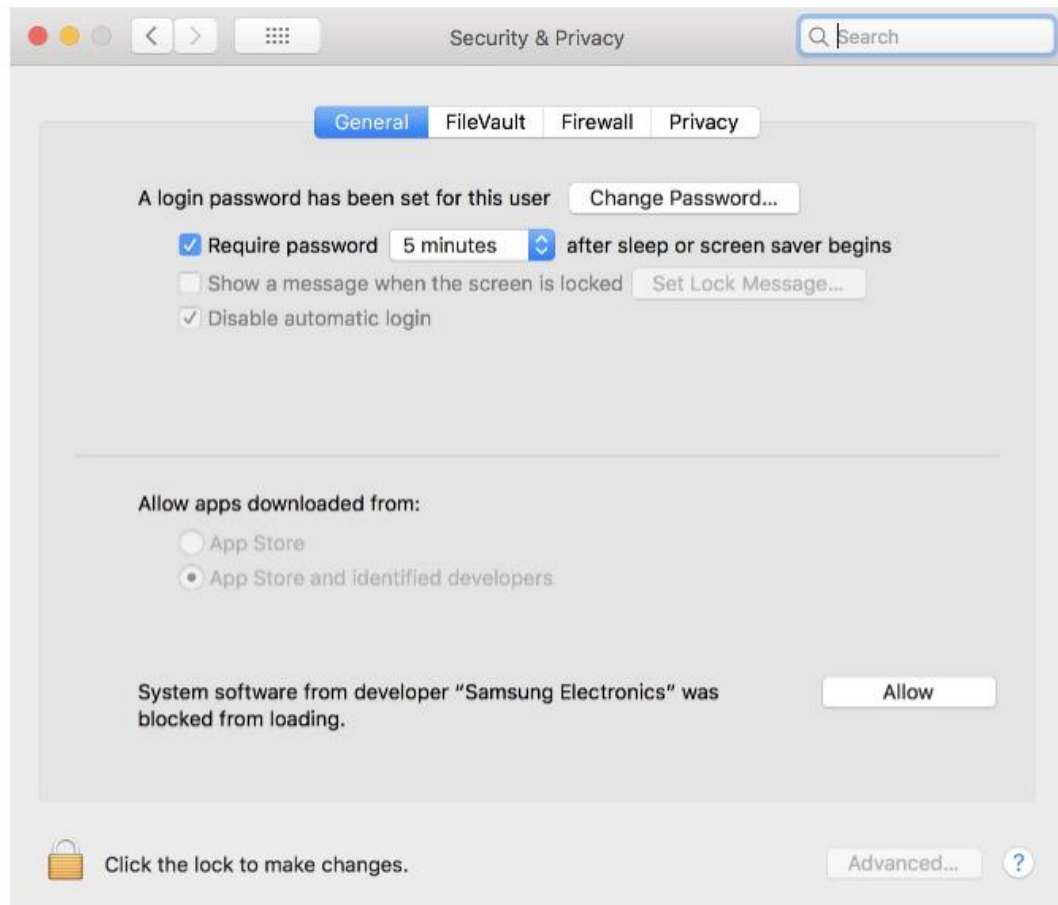 Security & Privacy
Search
General FileVault Firewall Privacy
A login password has been set for this user Change Password...
Require password 5 minutes after sleep or screen saver begins
Show a message when the screen is locked Set Lock Message...
Disable automatic login
Allow apps downloaded from:
App Store
App Store and identified developers
System software from developer “Samsung Electronics” was Allow
blocked from loading.
Click the lock to make changes. Advanced... ?